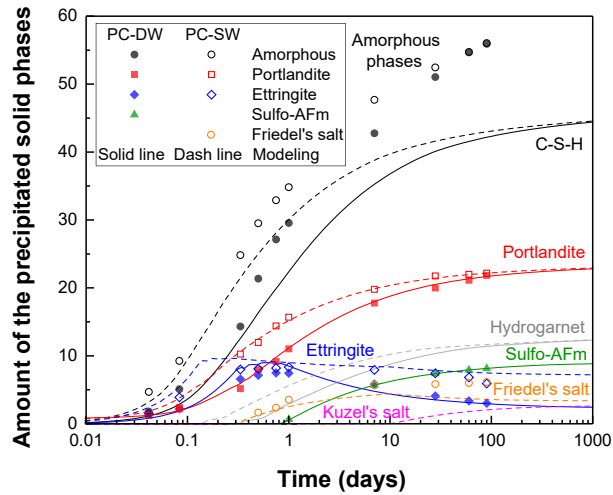 Amount of the precipitated solid phases
60
50
40
30
20
10
0
PC-DW PC-SW
Amorphous
Portlandite
Ettringite
Sulfo-AFm
Friedel's salt
Solid line Dash line Modeling
Amorphous
phases
C-S-H
Portlandite
Hydrogarnet
Ettringite
Sulfo-AFm
Friedel's salt
Kuzel's salt
0.01 0.1 1 10 100 1000
Time (days)